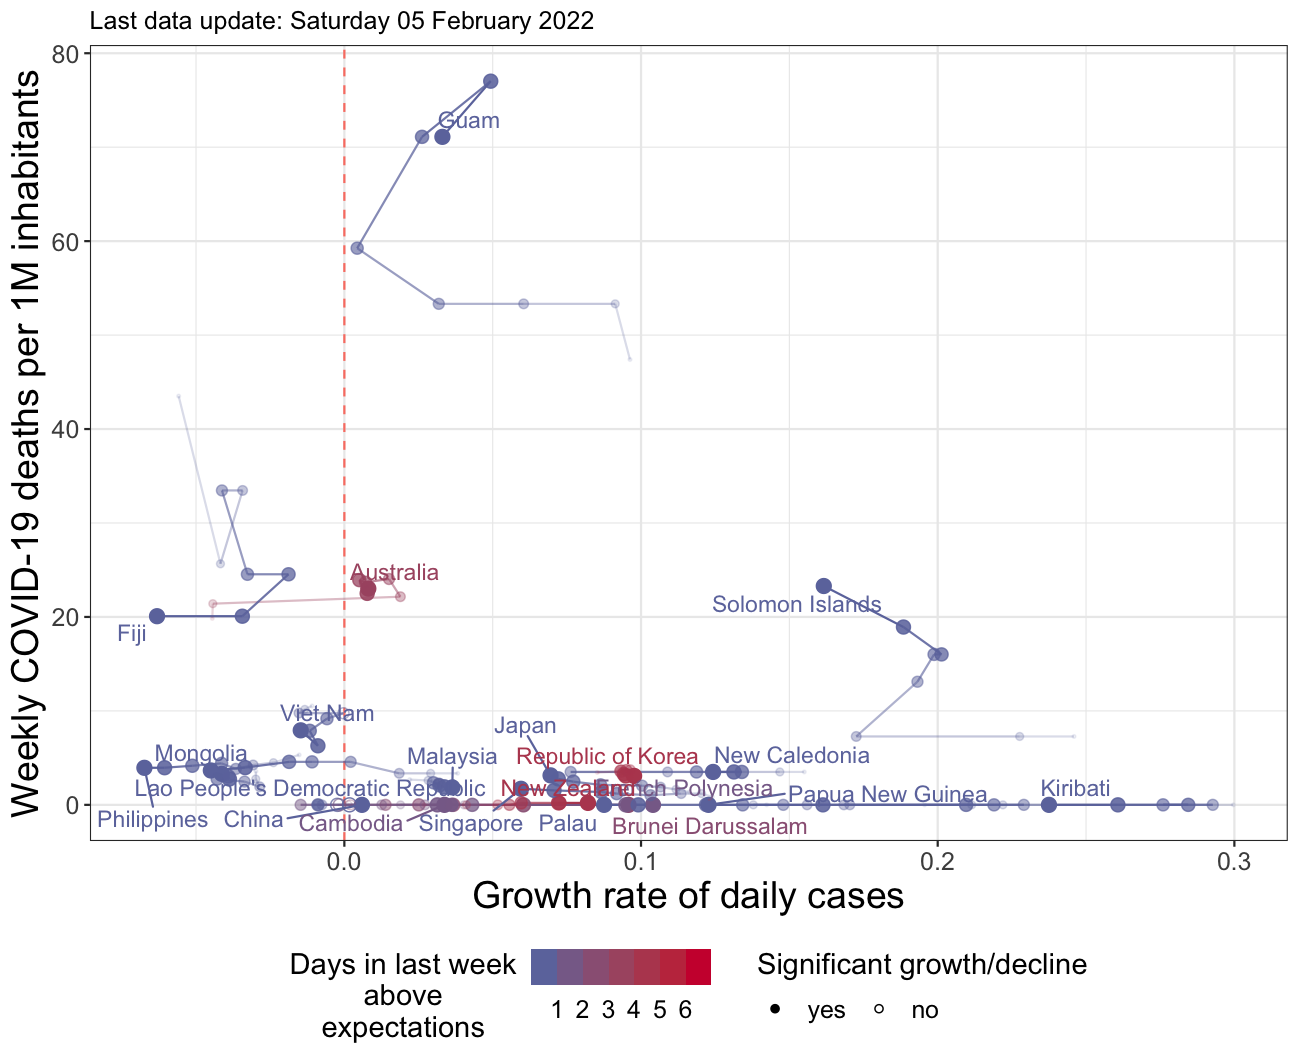 Last data update: Saturday 05 February 2022
Weekly COVID-19 deaths per 1M inhabitants
80
60
40
20
0
Guam
Australia
Fiji
Solomon Islands
Viet Nam
Japan
Mongolia
Malaysia
Republic of Korea
New Caledonia
Lao People's Democratic Republic
New Zealand
French Polynesia
Papua New Guinea
Kiribati
Philippines
China
Cambodia
Singapore
Palau
Brunei Darussalam
0.0
0.1
0.2
0.3
Growth rate of daily cases
Days in last week
above
expectations
1 2 3 4 5 6
Significant growth/decline
yes
no